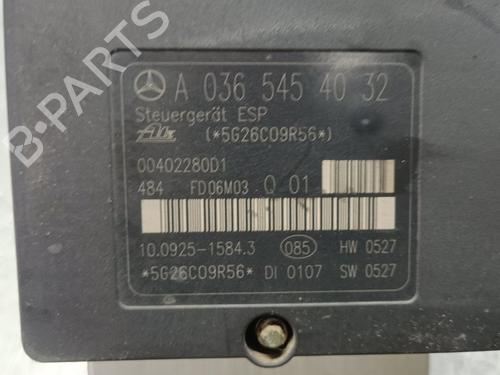 B-PARTS
A 036 545 40 32
Steuergerät ESP
Ate (*5G26C09R56*)
00402280D1
484 FD06M03 Q 01
10.0925-1584.3 085 HW 0527
*5G26C09R56* DI 0107 SW 0527